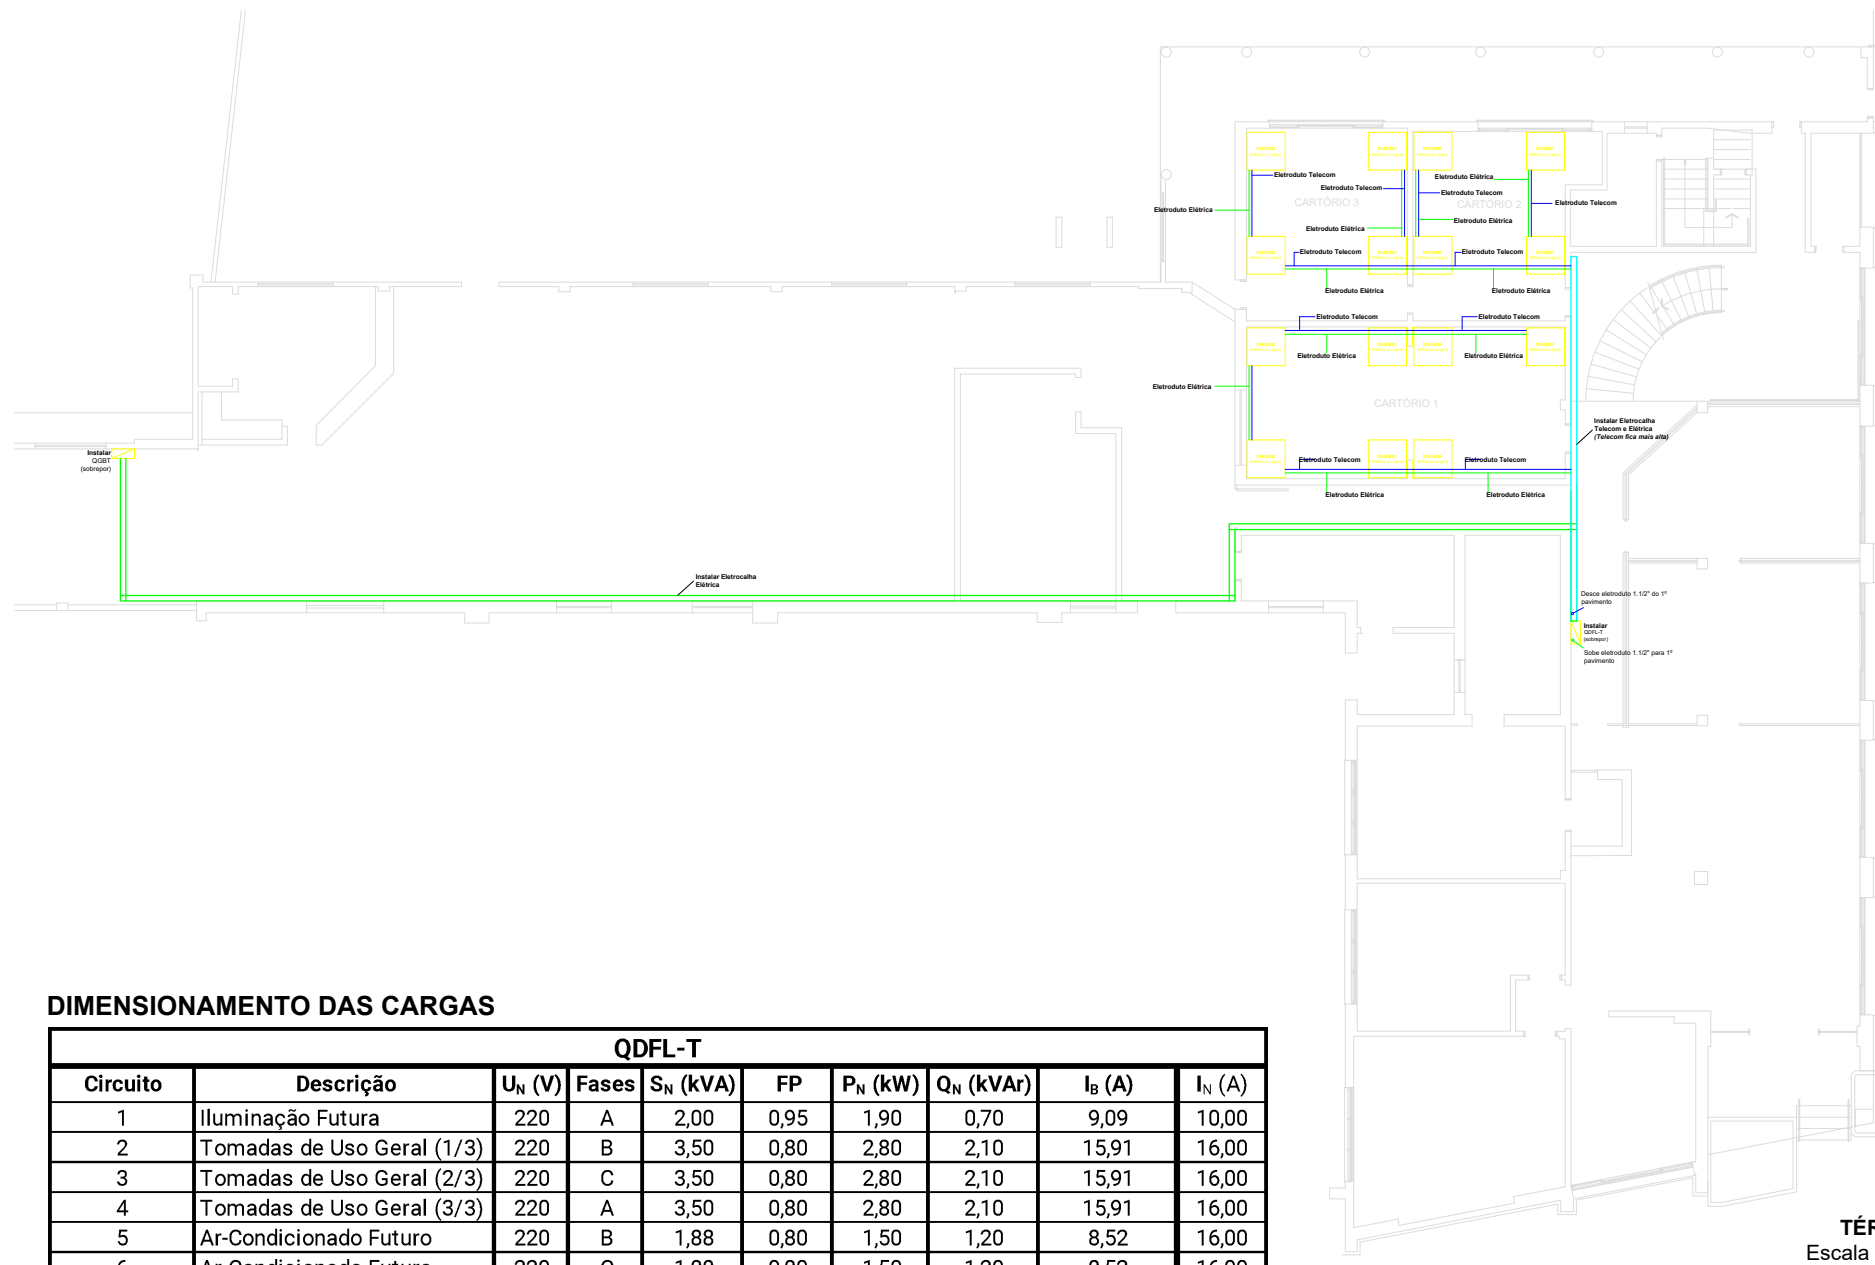 Eletroduto Telecom
Eletroduto Elétrica
Eletroduto Telecom
Eletroduto Telecom
CARTÓRIO 3
CARTÓRIO 2
Eletroduto Telecom
Eletroduto Elétrica
Eletroduto Elétrica
Eletroduto Elétrica
Eletroduto Telecom
Eletroduto Telecom
Eletroduto Elétrica
Eletroduto Elétrica
Eletroduto Telecom
Eletroduto Telecom
Eletroduto Elétrica
Eletroduto Elétrica
Eletroduto Elétrica
CARTÓRIO 1
Instalar Eletrocalha
Telecom e Elétrica
(Telecom fica mais alta)
Instalar
QGBT
(sobrepor)
Eletroduto Telecom
Eletroduto Telecom
Eletroduto Elétrica
Eletroduto Elétrica
Instalar Eletrocalha
Elétrica
Desce eletroduto 1.1/2" do 1º
pavimento
Instalar
QDFL-T
(sobrepor)
Sobe eletroduto 1.1/2" para 1º
pavimento
DIMENSIONAMENTO DAS CARGAS
QDFL-T
Circuito Descrição UN (V) Fases SN (kVA) FP PN (kW) QN (kVAr) IB (A) IN (A)
1 Iluminação Futura 220 A 2,00 0,95 1,90 0,70 9,09 10,00
2 Tomadas de Uso Geral (1/3) 220 B 3,50 0,80 2,80 2,10 15,91 16,00
3 Tomadas de Uso Geral (2/3) 220 C 3,50 0,80 2,80 2,10 15,91 16,00
4 Tomadas de Uso Geral (3/3) 220 A 3,50 0,80 2,80 2,10 15,91 16,00
5 Ar-Condicionado Futuro 220 B 1,88 0,80 1,50 1,20 8,52 16,00
Escala